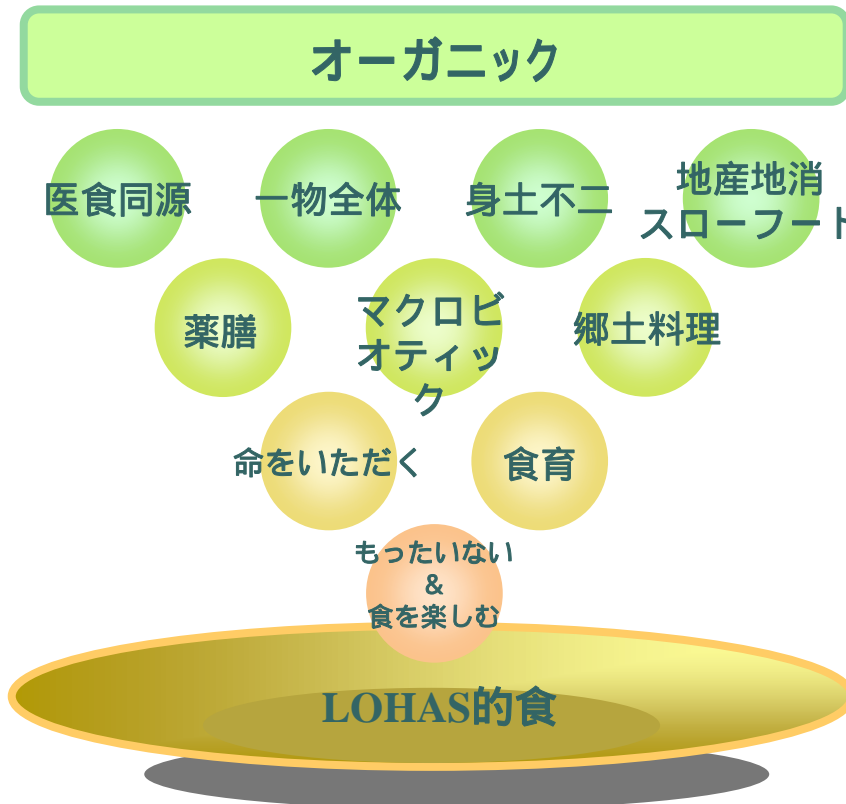 オーガニック
医食同源
一物全体
身土不二
地産地消
スローフート
薬膳
マクロビ
オティッ
ク
郷土料理
命をいただく
食育
もったいない
&
食を楽しむ
LOHAS的食